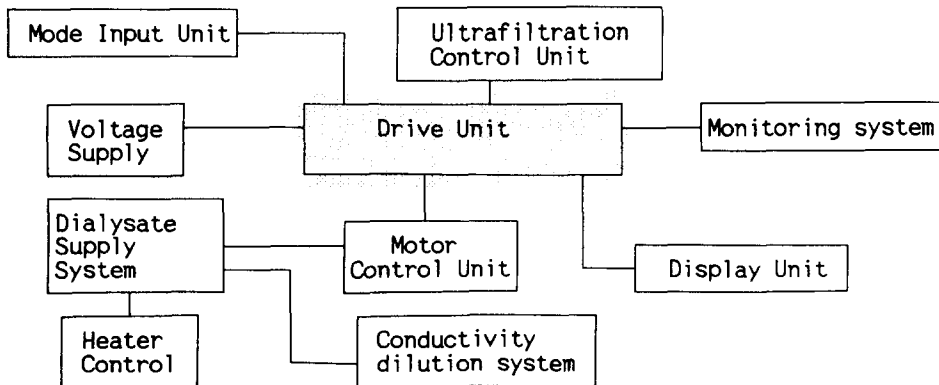 Mode Input Unit
Ultrafiltration
Control Unit
Voltage
Supply
Drive Unit
Monitoring system
Dialysate
Supply
System
Motor
Control Unit
Display Unit
Heater
Control
Conductivity
dilution system